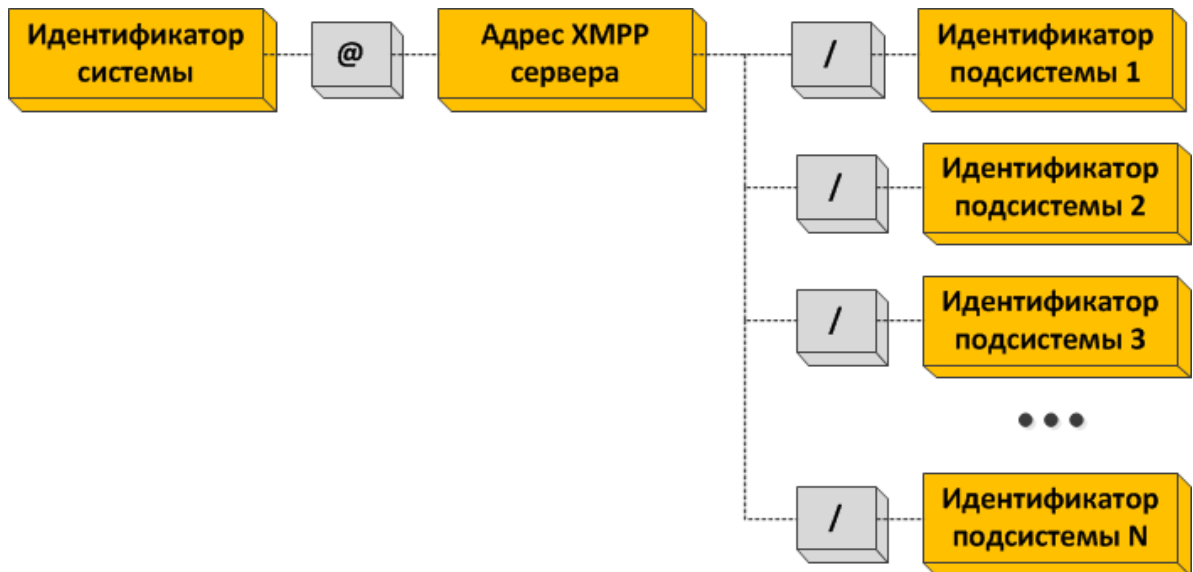 Идентификатор
системы
@
Адрес XMPP
сервера
/
Идентификатор
подсистемы 1
/
Идентификатор
подсистемы 2
/
Идентификатор
подсистемы 3
•••
/
Идентификатор
подсистемы N